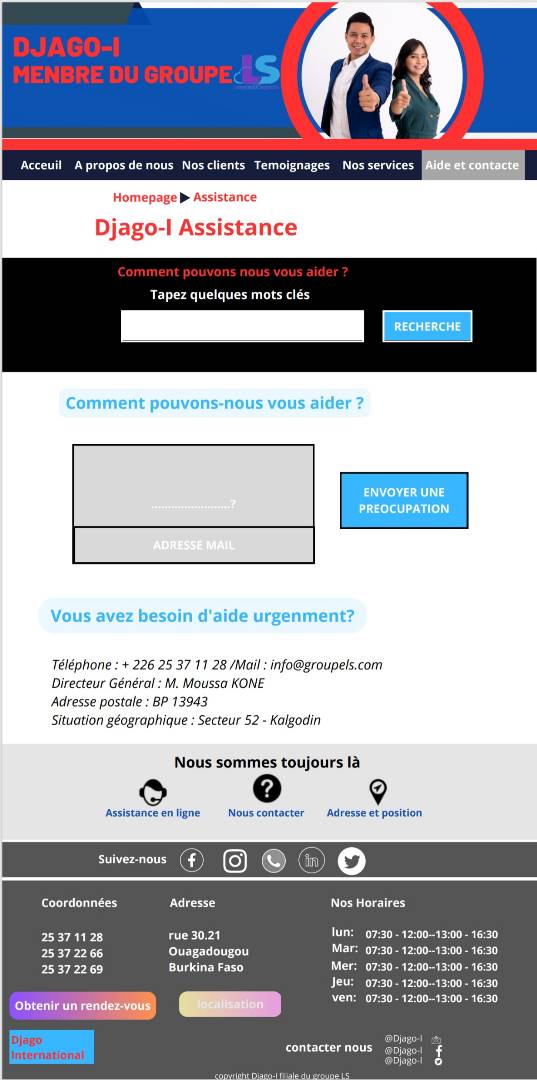 DJAGO-I
MENBRE DU GROUPE LS
Acceuil A propos de nous Nos clients Temoignages Nos services Aide et contacte
Homepage Assistance
Djago-I Assistance
Comment pouvons nous vous aider ?
Tapez quelques mots clés
RECHERCHE
Comment pouvons-nous vous aider ?
........................?
ADRESSE MAIL
ENVOYER UNE
PREOCUPATION
Vous avez besoin d'aide urgenment?
Téléphone : + 226 25 37 11 28 /Mail : info@groupels.com
Directeur Général : M. Moussa KONE
Adresse postale : BP 13943
Situation géographique : Secteur 52 - Kalgodin
Nous sommes toujours là
Assistance en ligne Nous contacter Adresse et position
Suivez-nous
Coordonnées Adresse Nos Horaires
25 37 11 28
25 37 22 66
25 37 22 69
rue 30.21
Ouagadougou
Burkina Faso
lun: 07:30 - 12:00--13:00 - 16:30
Mar: 07:30 - 12:00--13:00 - 16:30
Mer: 07:30 - 12:00--13:00 - 16:30
Jeu: 07:30 - 12:00--13:00 - 16:30
ven: 07:30 - 12:00--13:00 - 16:30
Obtenir un rendez-vous
localisation
Djago
International
contacter nous
@Djago-I
@Djago-I
@Djago-I
copyright Djago-I filiale du groupe LS